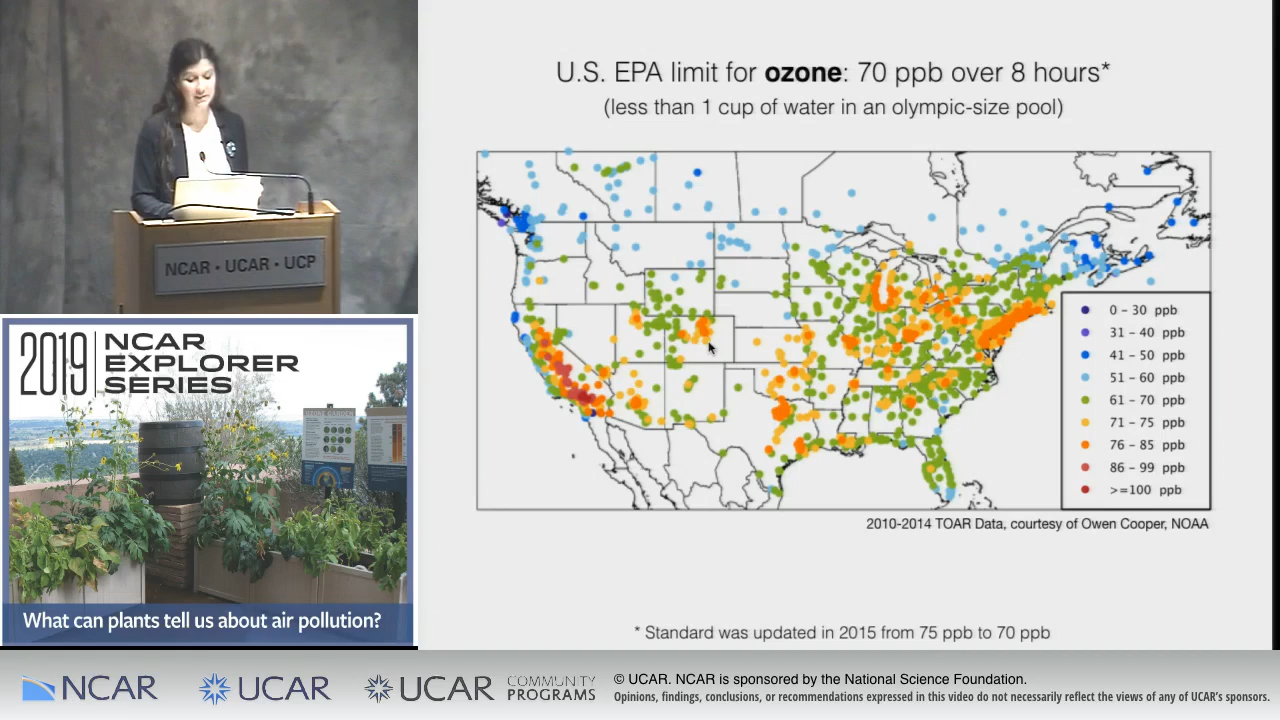 U.S. EPA limit for ozone: 70 ppb over 8 hours*
(less than 1 cup of water in an olympic-size pool)
NCAR • UCAR • UCP
0 – 30 ppb
31 – 40 ppb
41 – 50 ppb
51 – 60 ppb
61 – 70 ppb
71 – 75 ppb
76 – 85 ppb
86 – 99 ppb
>=100 ppb
2010-2014 TOAR Data, courtesy of Owen Cooper, NOAA
* Standard was updated in 2015 from 75 ppb to 70 ppb
2019
NCAR
EXPLORER
SERIES
What can plants tell us about air pollution?
NCAR
UCAR
UCAR
COMMUNITY
PROGRAMS
© UCAR. NCAR is sponsored by the National Science Foundation.
Opinions, findings, conclusions, or recommendations expressed in this video do not necessarily reflect the views of any of UCAR's sponsors.